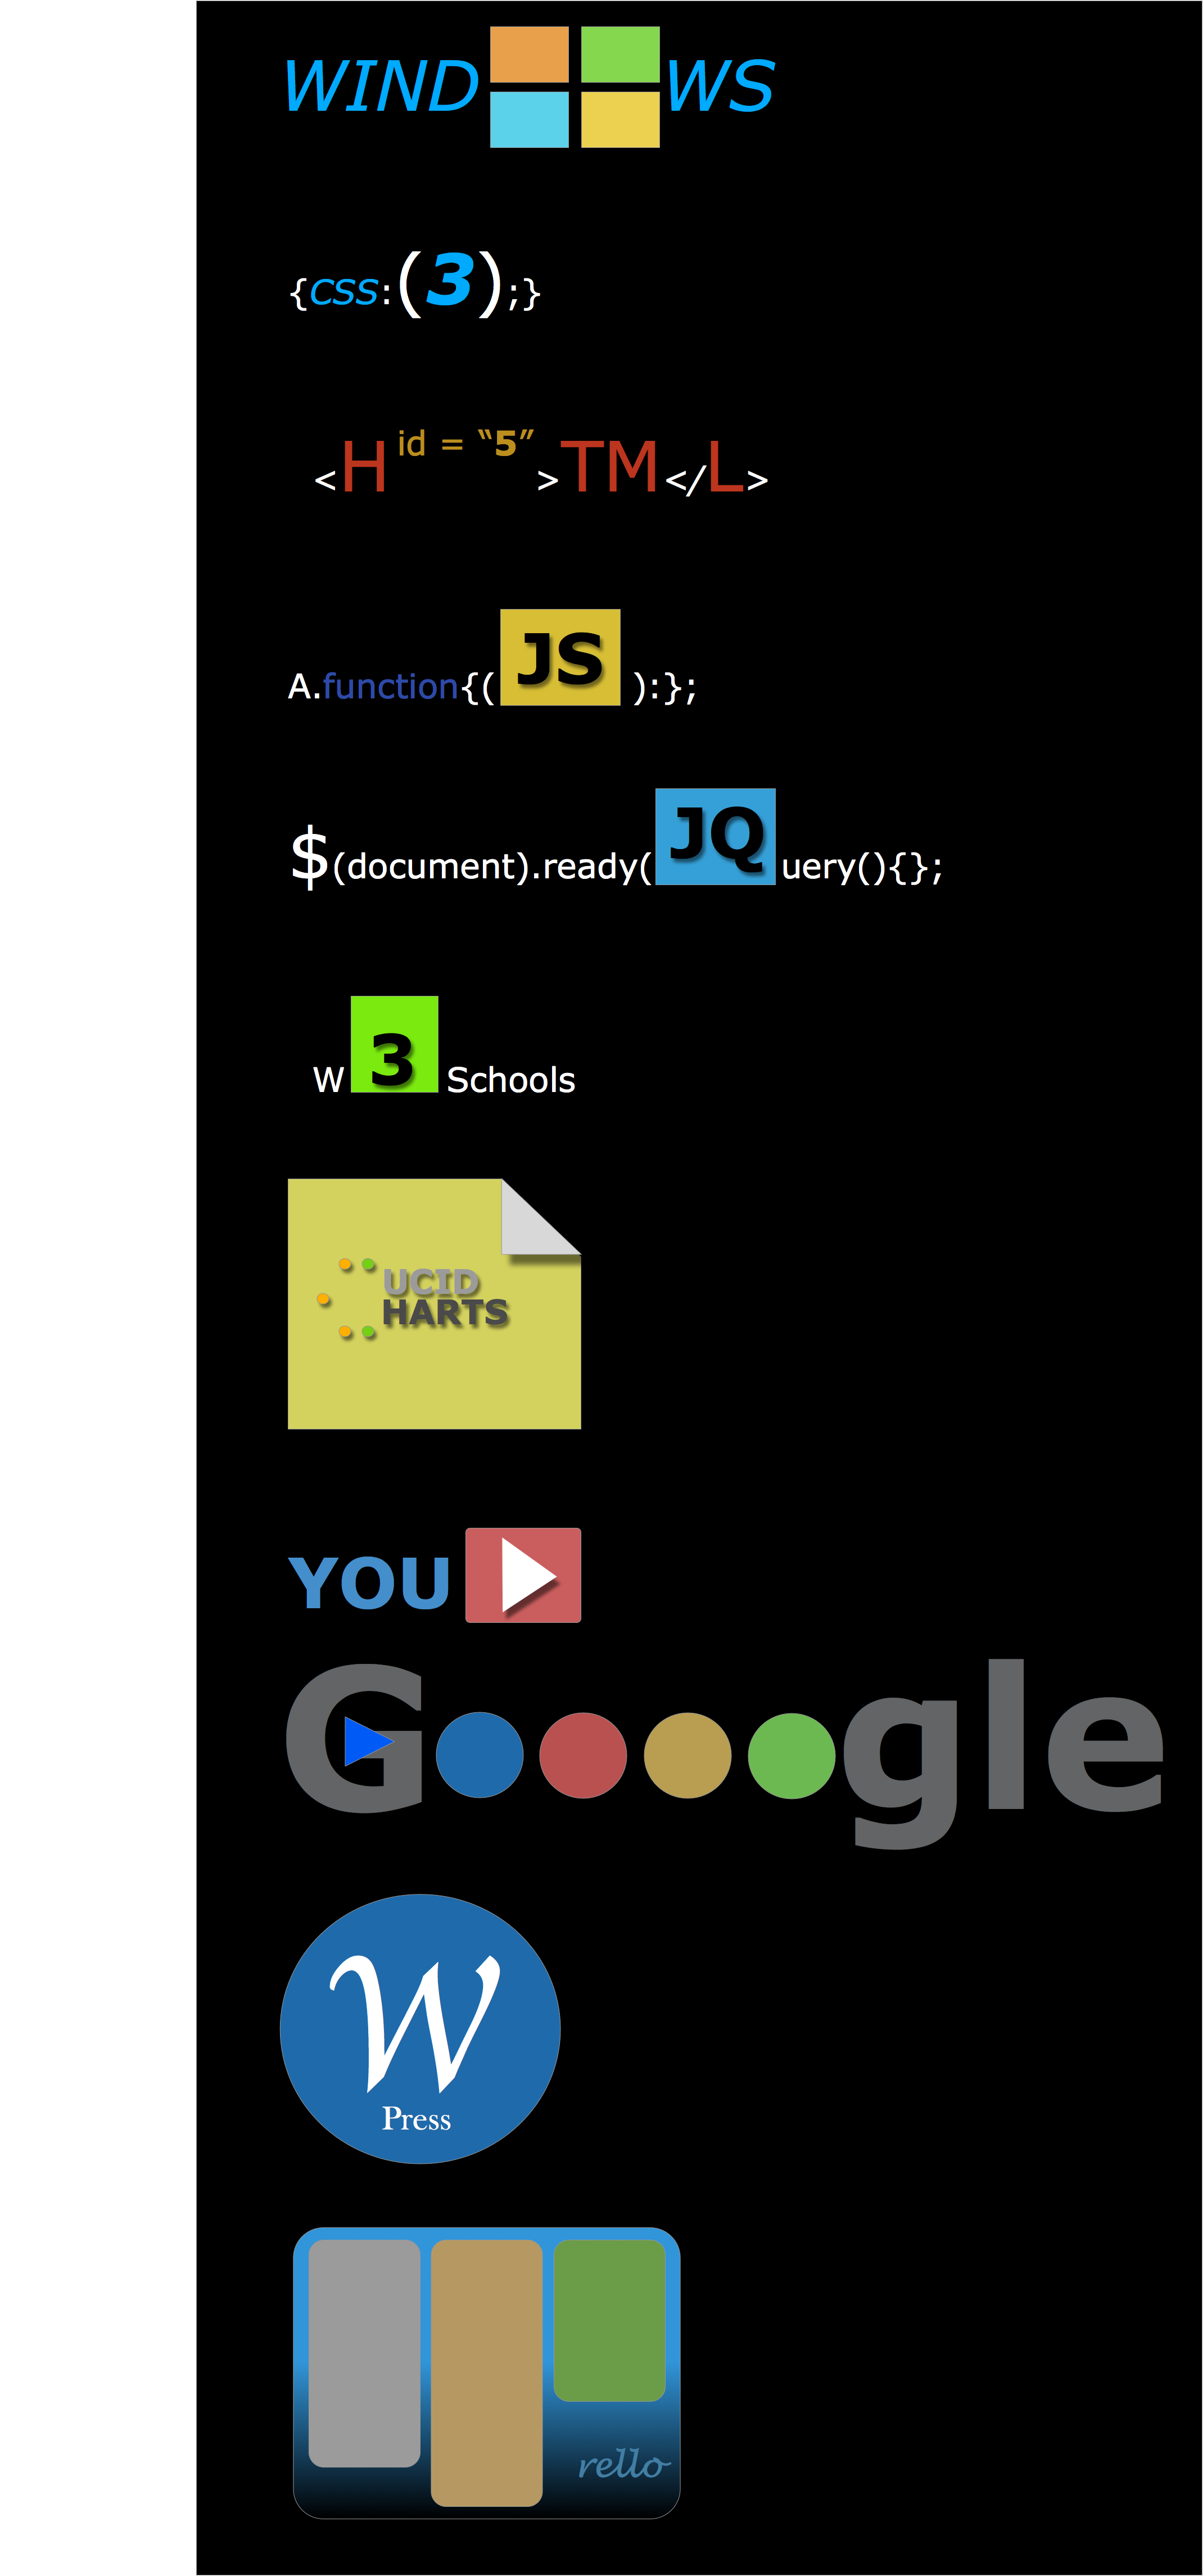 WIND WS
{CSS:(3);}
<H id = “5” >TM</L>
A.function{( JS ):};
$(document).ready( JQ uery(){};
W 3 Schools
UCID
HARTS
YOU
G gle
W
Press
rello